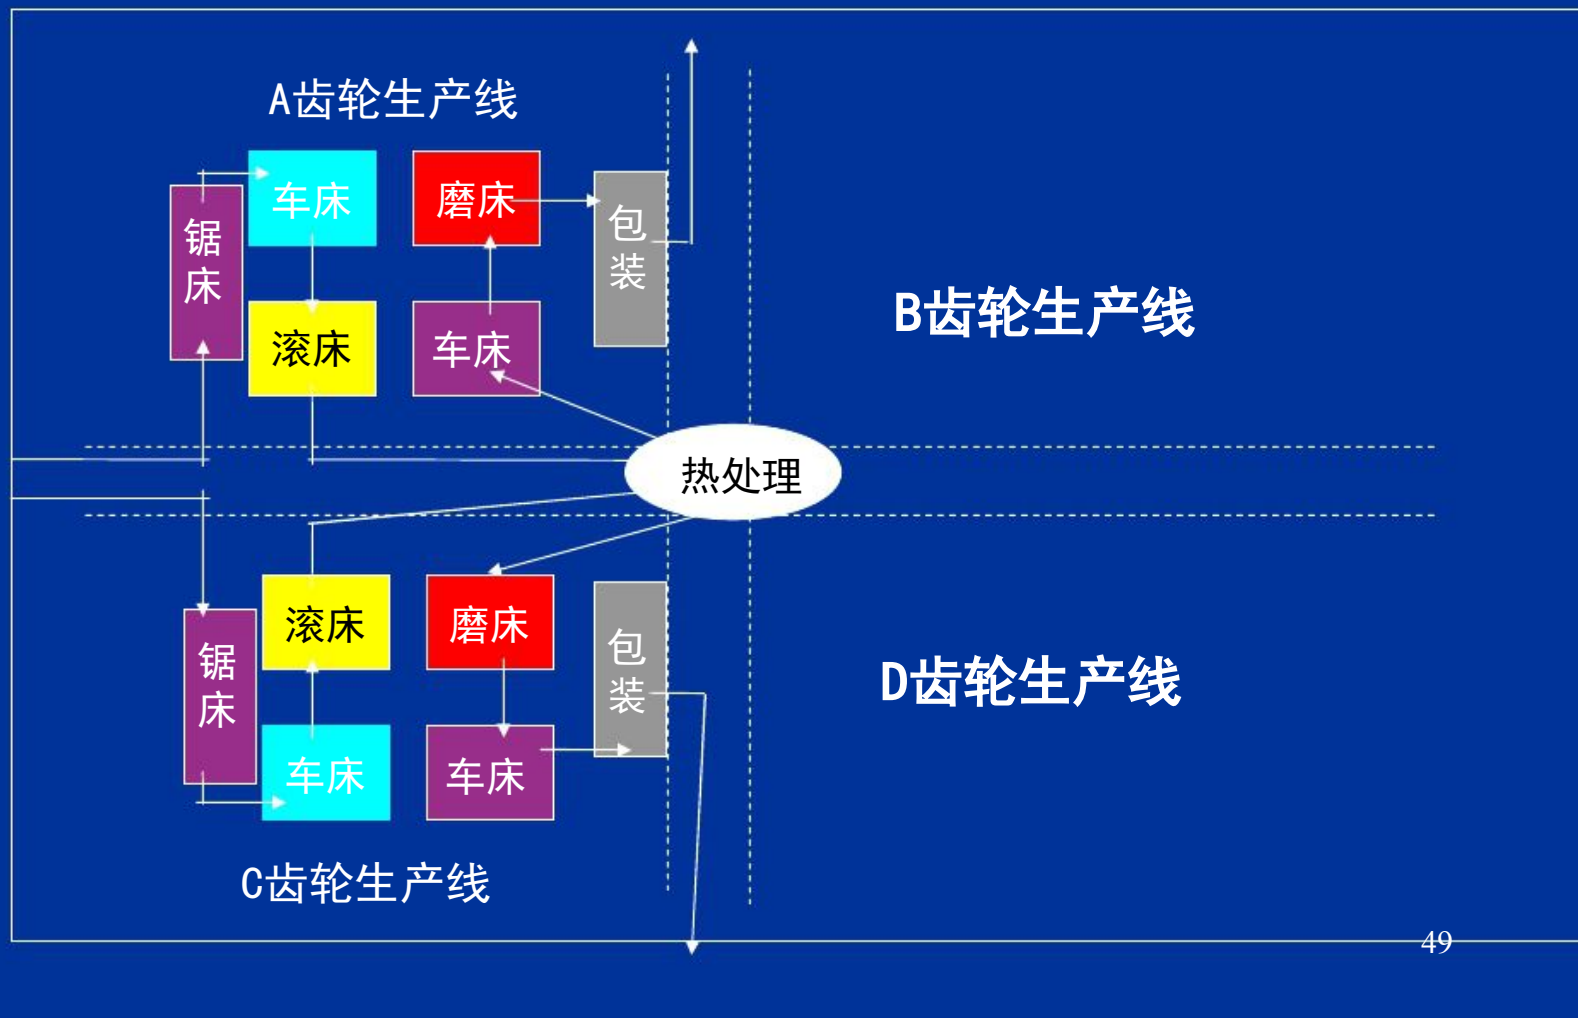 A齿轮生产线
车床
磨床
锯床
包装
滚床
车床
B齿轮生产线
热处理
滚床
磨床
锯床
包装
D齿轮生产线
车床
车床
C齿轮生产线
49